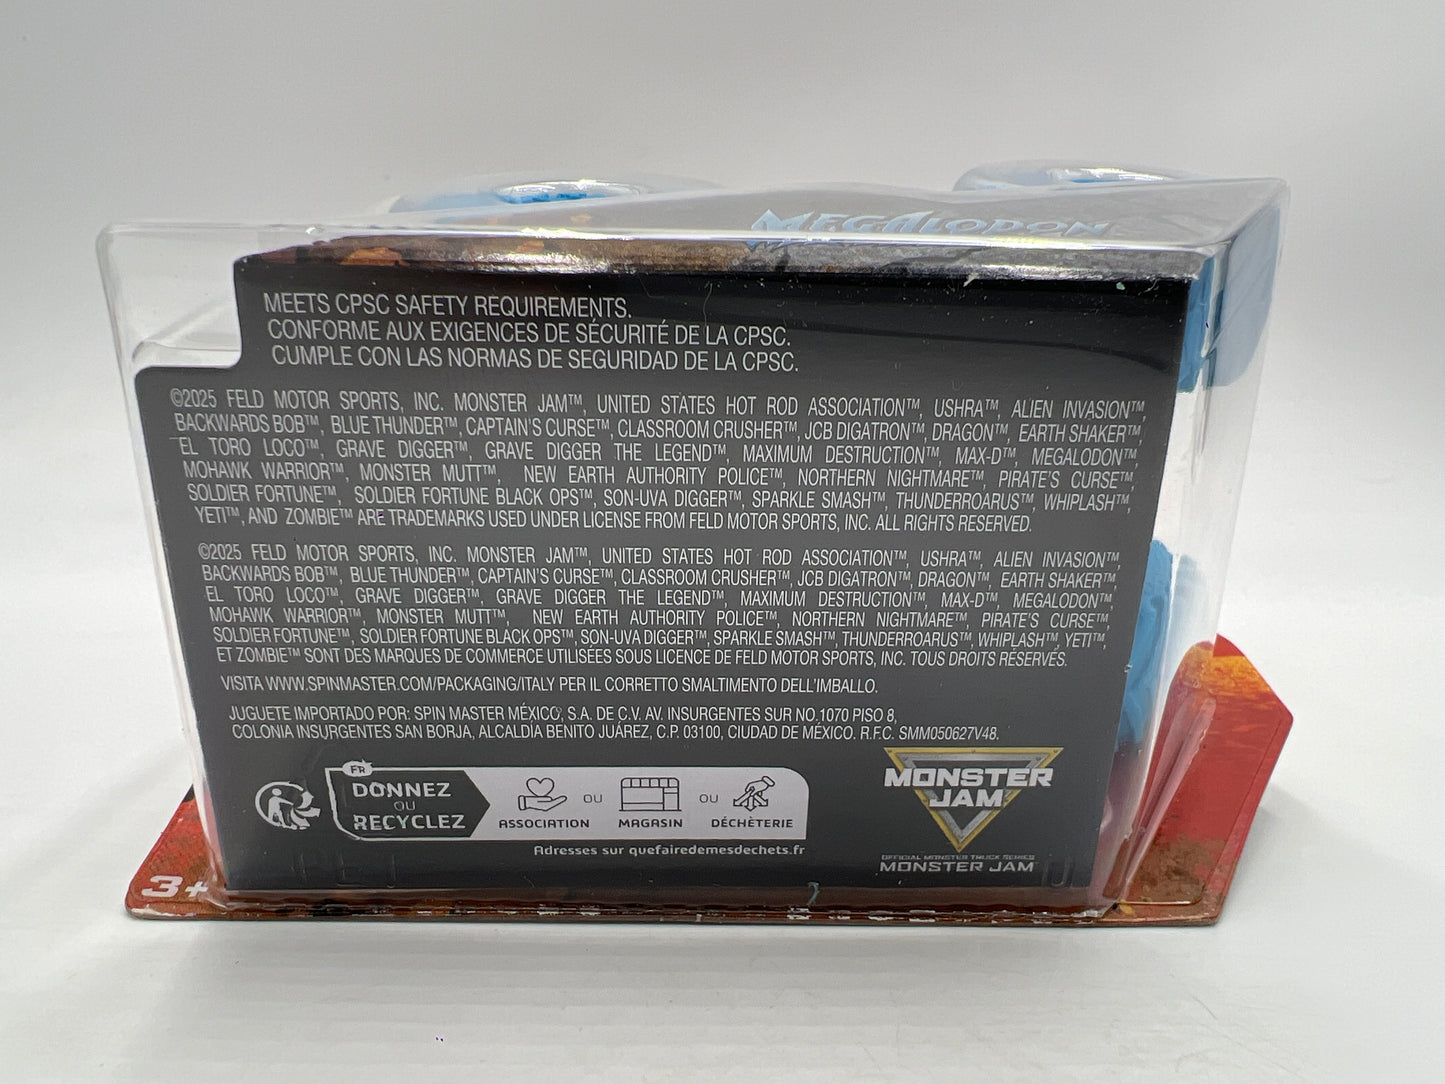 MEGALODON
MEETS CPSC SAFETY REQUIREMENTS.
CONFORME AUX EXIGENCES DE SÉCURITÉ DE LA CPSC.
CUMPLE CON LAS NORMAS DE SEGURIDAD DE LA CPSC.
©2025 FELD MOTOR SPORTS, INC. MONSTER JAM™, UNITED STATES HOT ROD ASSOCIATION™, USHRA™, ALIEN INVASION™,
BACKWARDS BOB™, BLUE THUNDER™, CAPTAIN'S CURSE™, CLASSROOM CRUSHER™, JCB DIGATRON™, DRAGON™, EARTH SHAKER™,
EL TORO LOCO™, GRAVE DIGGER™, GRAVE DIGGER THE LEGEND™, MAXIMUM DESTRUCTION™, MAX-D™, MEGALODON™,
MOHAWK WARRIOR™, MONSTER MUTT™, NEW EARTH AUTHORITY POLICE™, NORTHERN NIGHTMARE™, PIRATE'S CURSE™,
SOLDIER FORTUNE™, SOLDIER FORTUNE BLACK OPS™, SON-UVA DIGGER™, SPARKLE SMASH™, THUNDERROARUS™, WHIPLASH™,
YETI™, AND ZOMBIE™ ARE TRADEMARKS USED UNDER LICENSE FROM FELD MOTOR SPORTS, INC. ALL RIGHTS RESERVED.
©2025 FELD MOTOR SPORTS, INC. MONSTER JAM™, UNITED STATES HOT ROD ASSOCIATION™, USHRA™, ALIEN INVASION™
BACKWARDS BOB™, BLUE THUNDER™, CAPTAIN'S CURSE™, CLASSROOM CRUSHER™, JCB DIGATRON™, DRAGON™, EARTH SHAKER™,
EL TORO LOCO™, GRAVE DIGGER™, GRAVE DIGGER THE LEGEND™, MAXIMUM DESTRUCTION™, MAX-D™, MEGALODON™,
MOHAWK WARRIOR™, MONSTER MUTT™, NEW EARTH AUTHORITY POLICE™, NORTHERN NIGHTMARE™, PIRATE'S CURSE™,
SOLDIER FORTUNE™, SOLDIER FORTUNE BLACK OPS™, SON-UVA DIGGER™, SPARKLE SMASH™, THUNDERROARUS™, WHIPLASH™, YETI™,
ET ZOMBIE™ SONT DES MARQUES DE COMMERCE UTILISÉES SOUS LICENCE DE FELD MOTOR SPORTS, INC. TOUS DROITS RÉSERVÉS.
VISITA WWW.SPINMASTER.COM/PACKAGING/ITALY PER IL CORRETTO SMALTIMENTO DELL'IMBALLO.
JUGUETE IMPORTADO POR: SPIN MASTER MÉXICO, S.A. DE C.V. AV. INSURGENTES SUR NO.1070 PISO 8,
COLONIA INSURGENTES SAN BORJA, ALCALDÍA BENITO JUÁREZ, C.P. 03100, CIUDAD DE MÉXICO. R.F.C. SMM050627V48.
FR
DONNEZ
OU
RECYCLEZ
ASSOCIATION OU MAGASIN OU DÉCHÈTERIE
Adresses sur quefairedemesdechets.fr
MONSTER
JAM
OFFICIAL MONSTER TRUCK SERIES
MONSTER JAM
3+